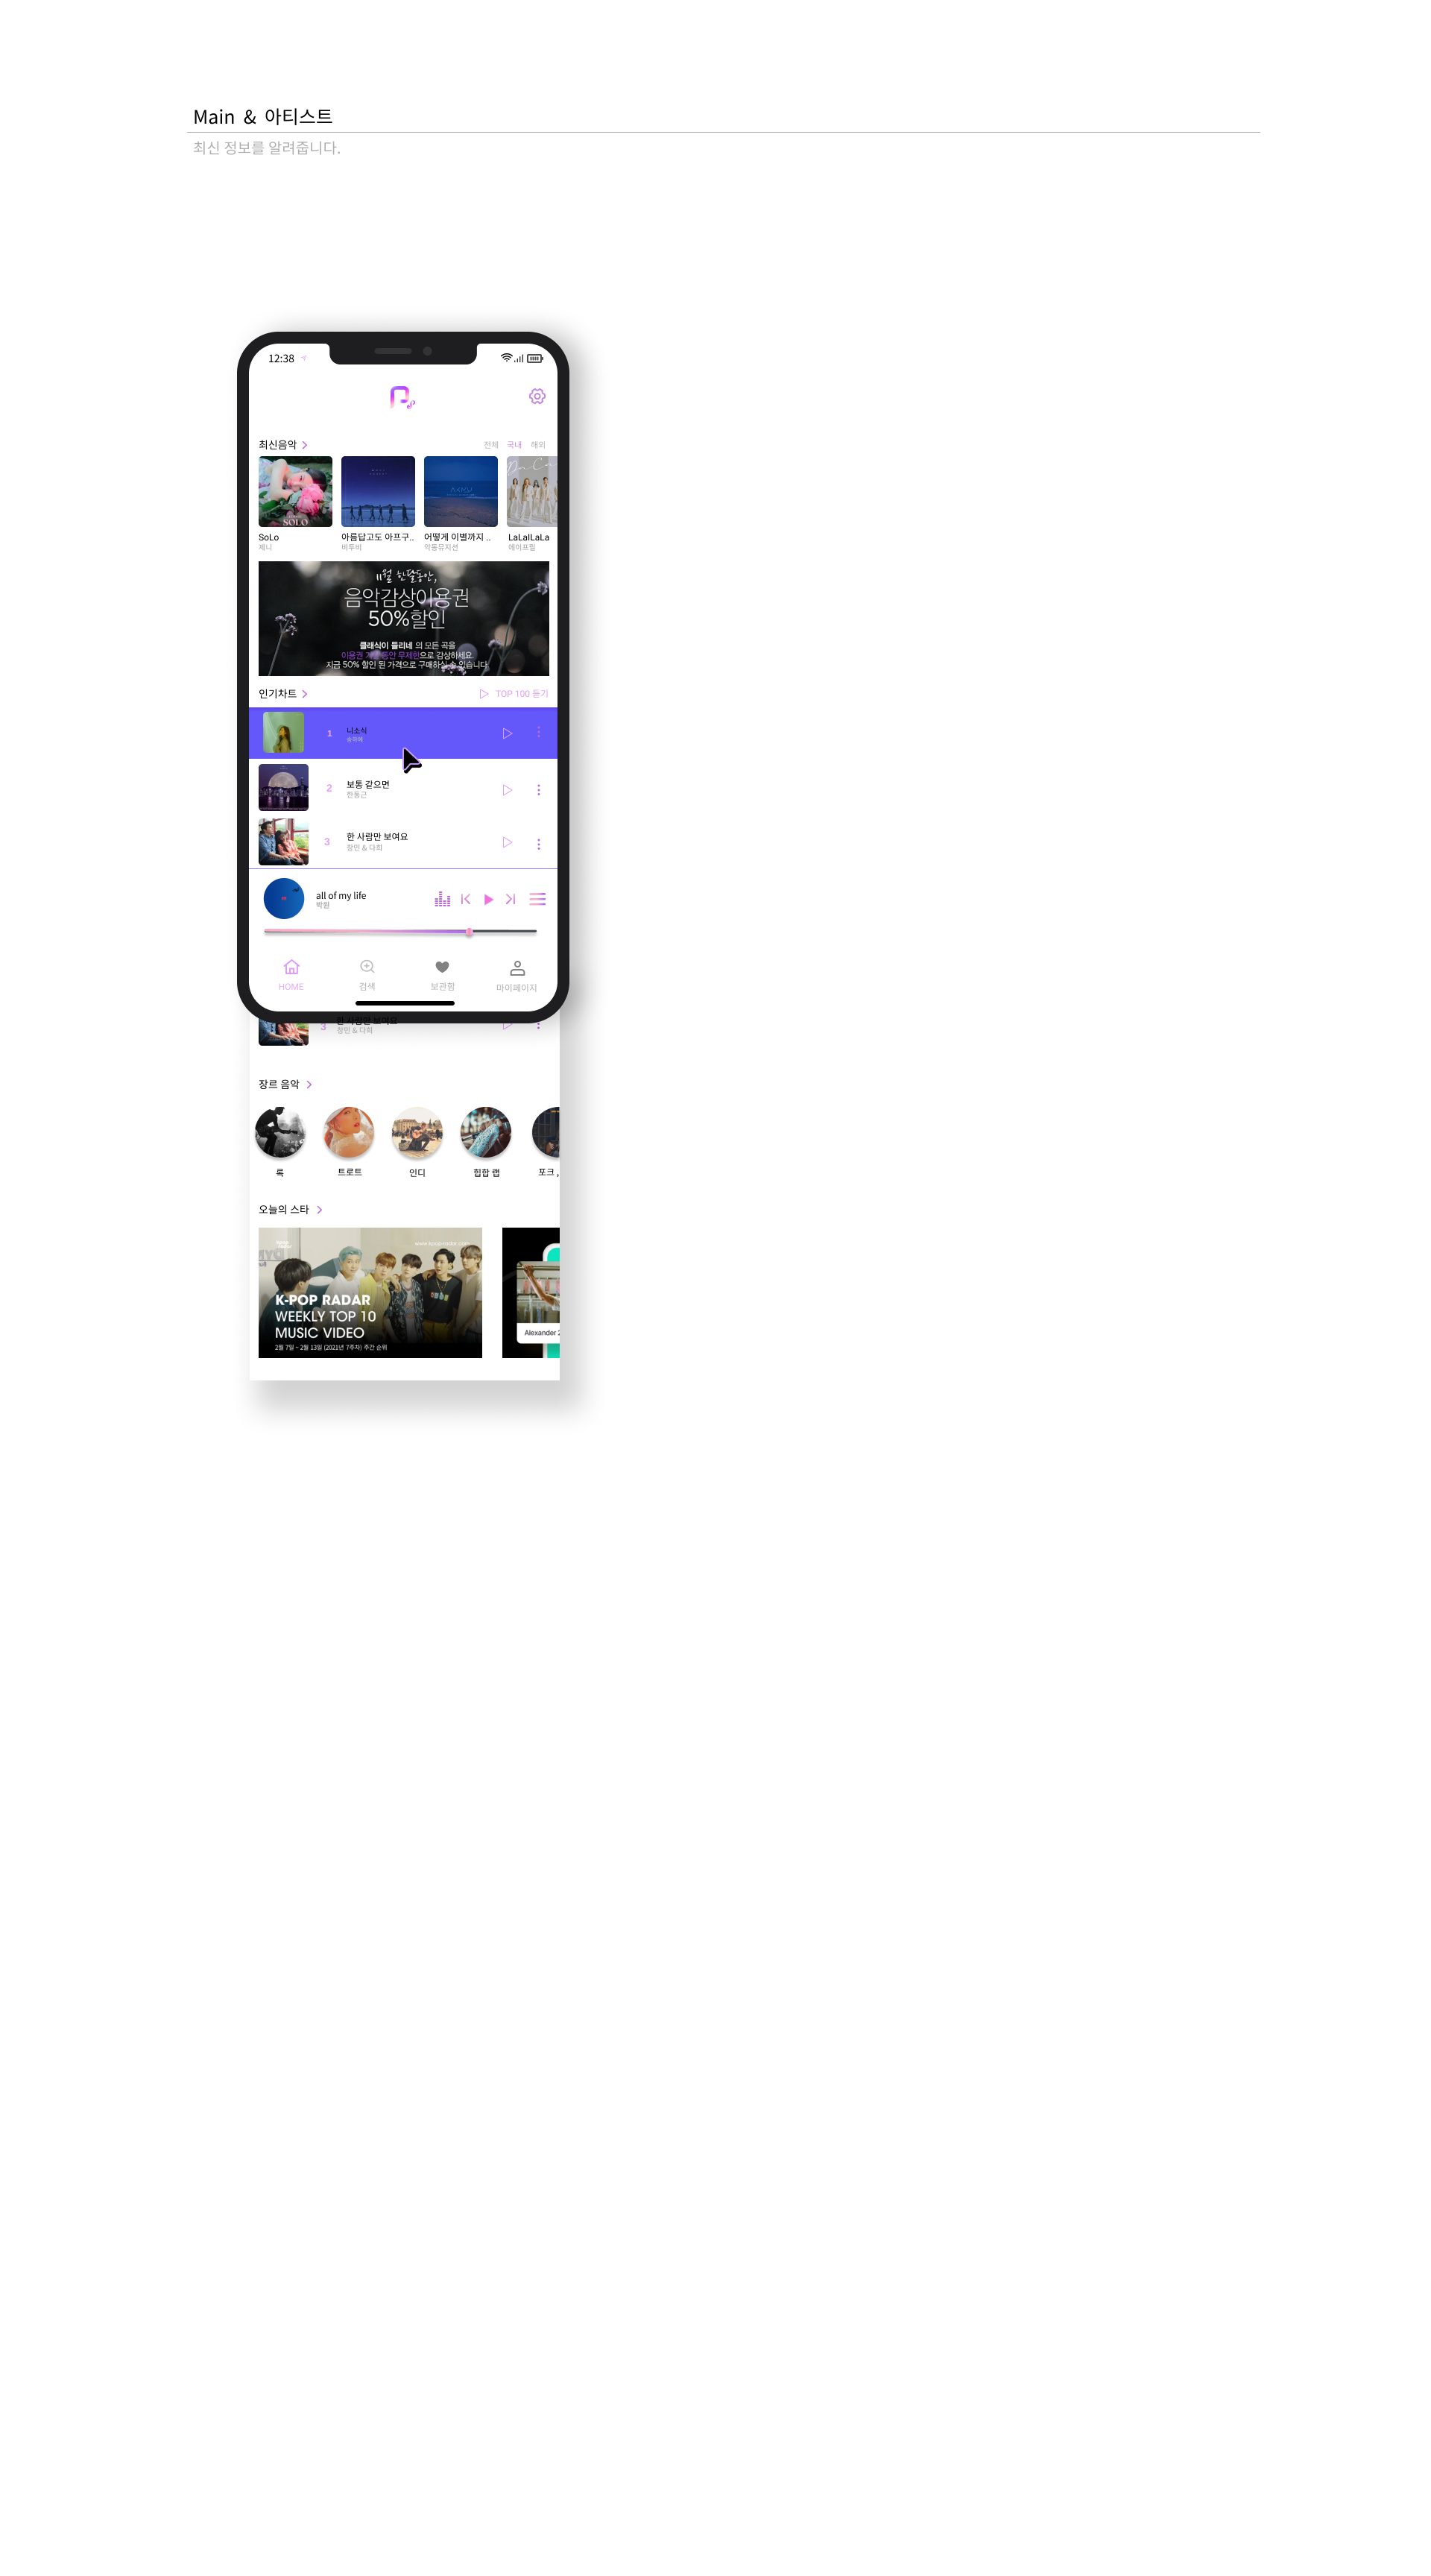 Main & 아티스트
최신 정보를 알려줍니다.
12:38
최신음악
전체 국내 해외
SOLO
SoLo
제니
아름답고도 아프구..
비투비
어떻게 이별까지 ..
악동뮤지션
LaLalLaLa
에이프릴
11월 한달동안,
음악감상이용권
50%할인
클래식이 들리네 의 모든 곡을
이용권 기간동안 무제한으로 감상하세요.
지금 50% 할인 된 가격으로 구매하실 수 있습니다
인기차트
TOP 100 듣기
1
니소식
송하예
2
보통 같으면
한동근
3
한 사람만 보여요
창민 & 다희
all of my life
박원
HOME
검색
보관함
마이페이지
3
한 사람만 보여요
창민 & 다희
장르 음악
록
트로트
인디
힙합 랩
포크 ,
오늘의 스타
K-POP RADAR
WEEKLY TOP 10
MUSIC VIDEO
2월 7일 ~ 2월 13일 (2021년 7주차) 주간 순위
Alexander 2